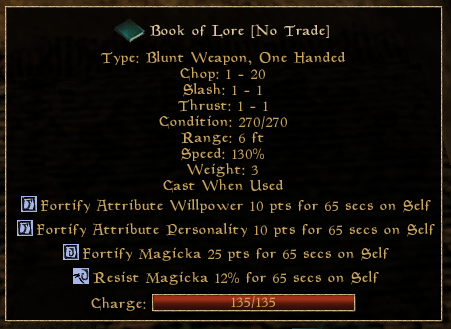 Book of Lore [No Trade]
Type: Blunt Weapon, One Handed
Chop: 1 - 20
Slash: 1 - 1
Thrust: 1 - 1
Condition: 270/270
Range: 6 ft
Speed: 130%
Weight: 3
Cast When Used
Fortify Attribute Willpower 10 pts for 65 secs on Self
Fortify Attribute Personality 10 pts for 65 secs on Self
Fortify Magicka 25 pts for 65 secs on Self
Resist Magicka 12% for 65 secs on Self
Charge: 135/135